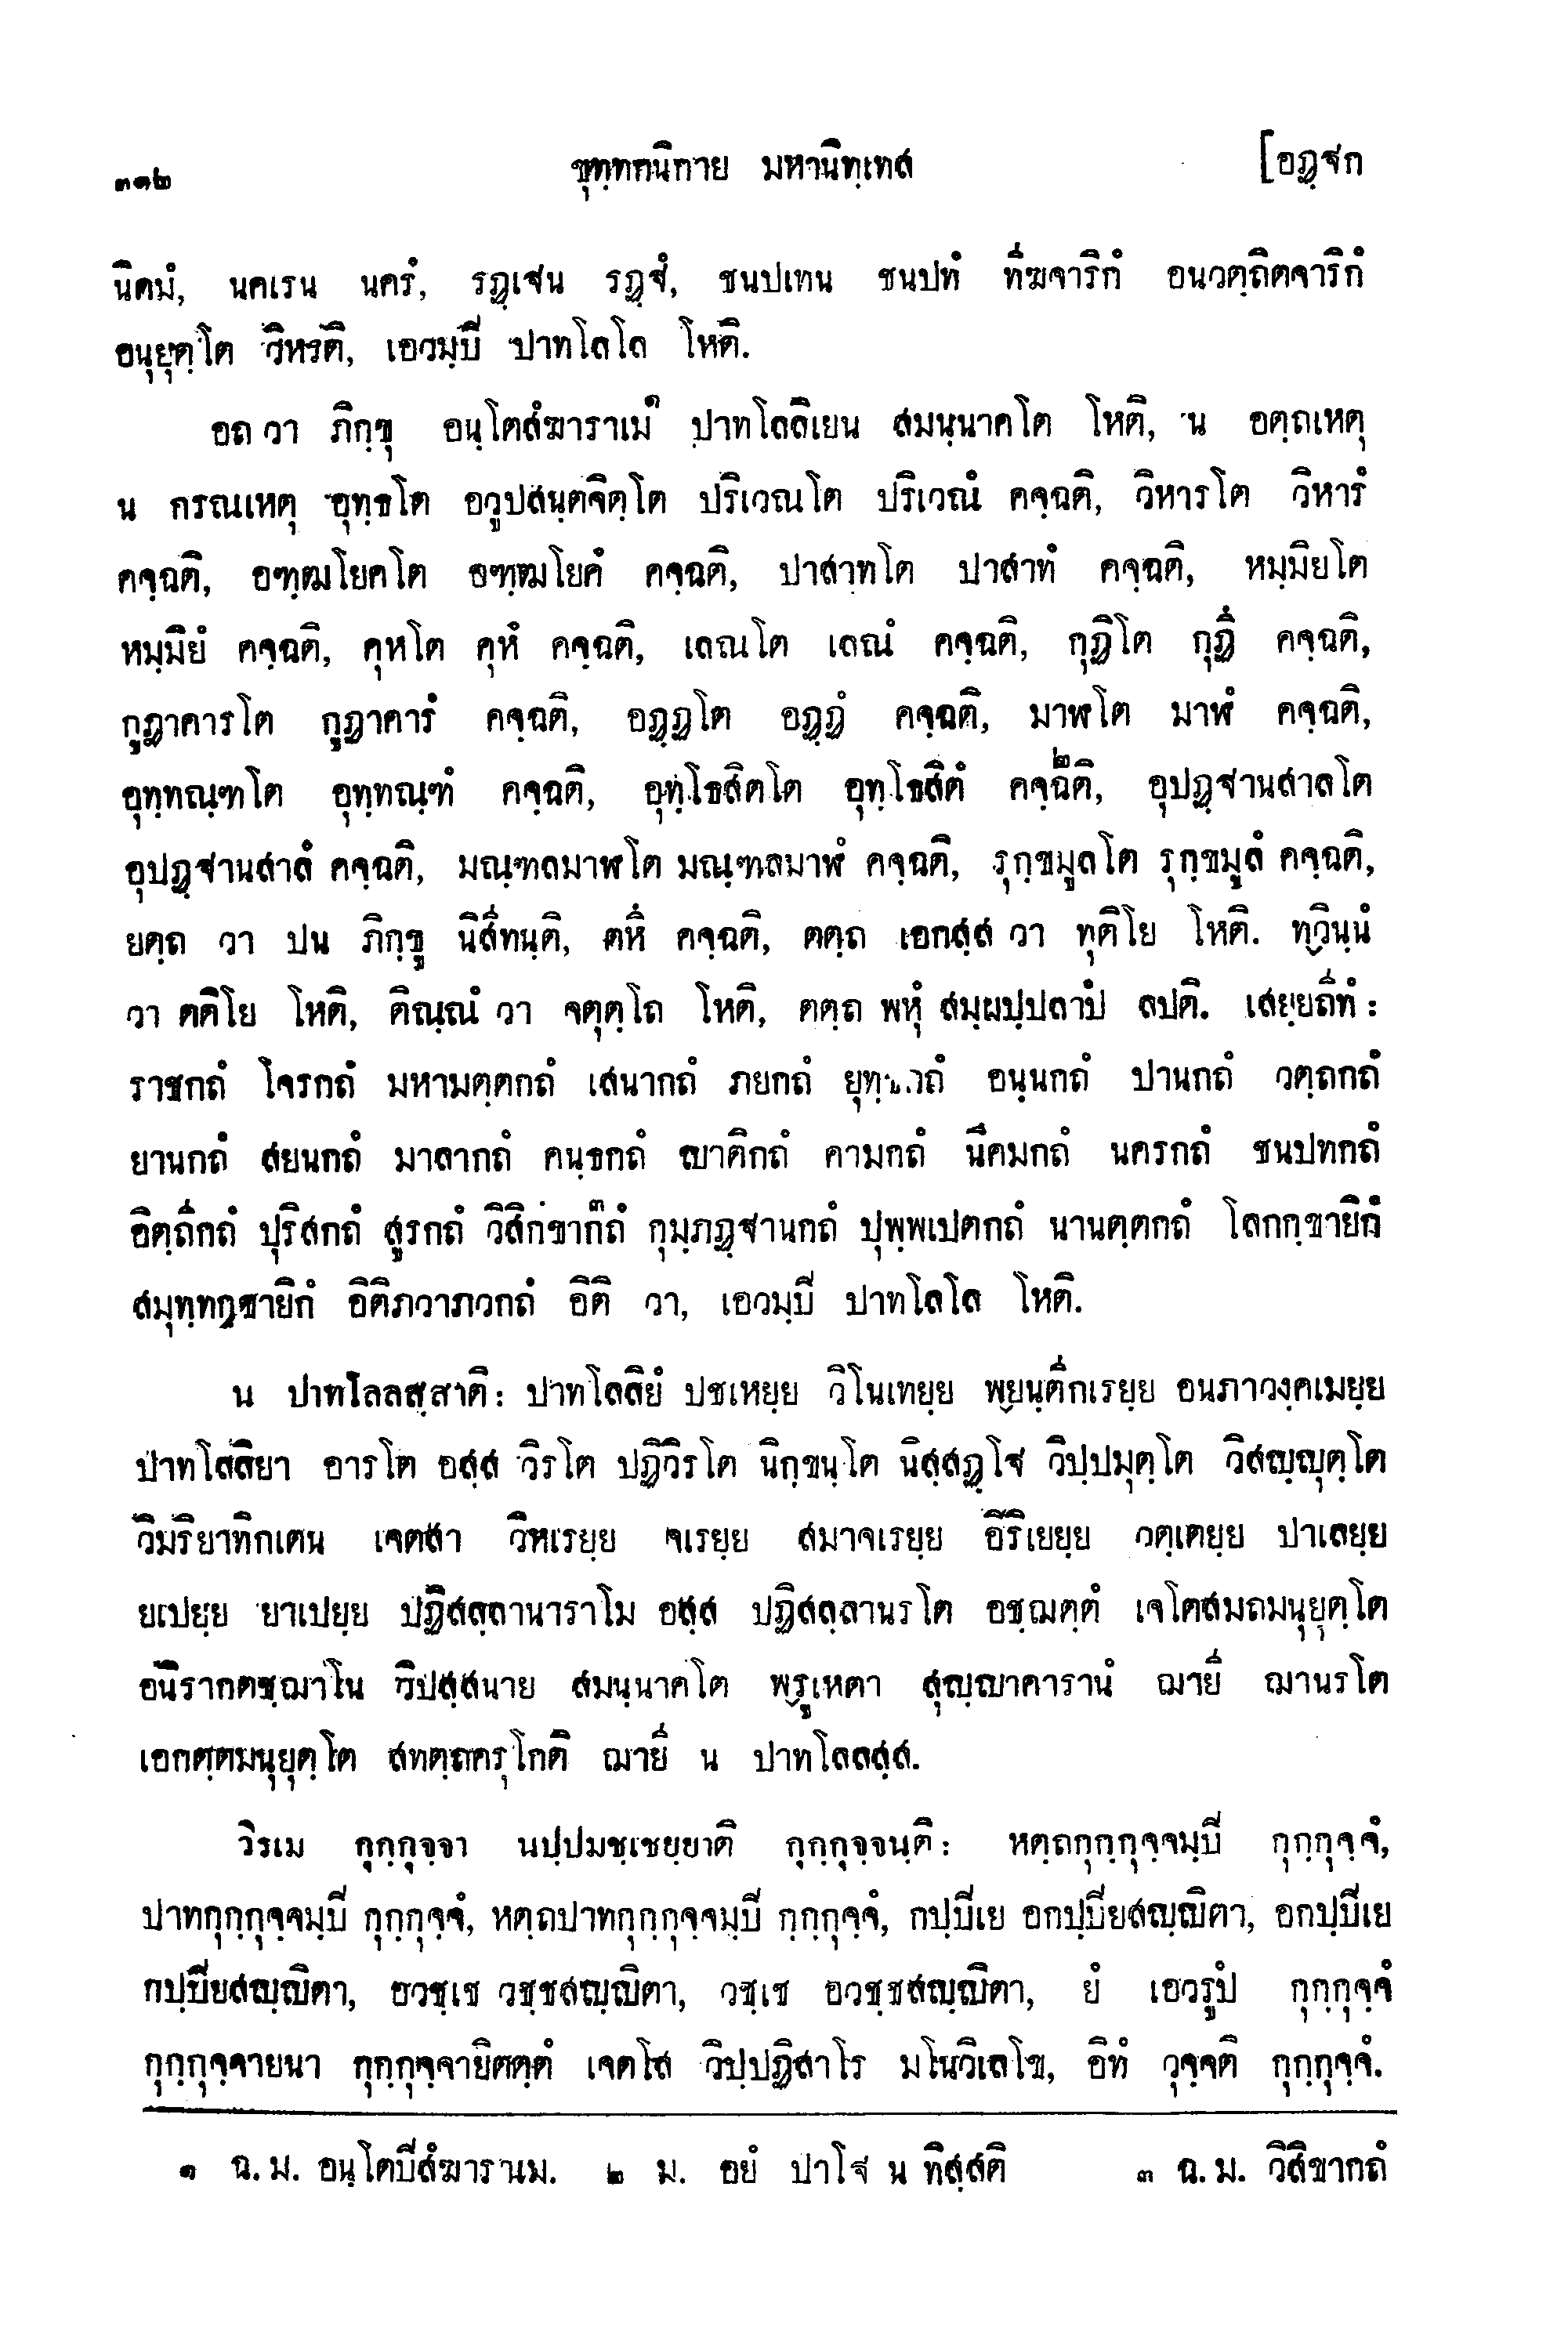 ๓๑๒ ขุทฺทกนิกาย มหานิทฺเทส [อฏฺฐก
นิคมํ, นคเรน นครํ, รฏฺเฐน รฏฺฐํ, ชนปเทน ชนปทํ ทีฆจาริกํ อนวตฺถิตจาริกํ
อนุยุตฺโต วิหรติ, เอวมฺปิ ปาทโลโล โหติ.
อถ วา ภิกฺขุ อนฺโตสํฆาราเม๑ ปาทโลลิเยน สมนฺนาคโต โหติ, น อตฺถเหตุ
น กรณเหตุ อุทฺธโต อวูปสนฺตจิตฺโต ปริเวณโต ปริเวณํ คจฺฉติ, วิหารโต วิหารํ
คจฺฉติ, อฑฺฒโยคโต อฑฺฒโยคํ คจฺฉติ, ปาสาทโต ปาสาทํ คจฺฉติ, หมฺมิยโต
หมฺมิยํ คจฺฉติ, คุหโต คุหํ คจฺฉติ, เลณโต เลณํ คจฺฉติ, กุฏิโต กุฏึ คจฺฉติ,
กูฏาคารโต กูฏาคารํ คจฺฉติ, อฏฺฏโต อฏฺฏํ คจฺฉติ, มาฬโต มาฬํ คจฺฉติ,
อุทฺทณฺฑโต อุทฺทณฺฑํ คจฺฉติ, อุทฺโธสิตโต อุทฺโธสิตํ คจฺฉติ๒, อุปฏฺฐานสาลโต
อุปฏฺฐานสาลํ คจฺฉติ, มณฺฑลมาฬโต มณฺฑลมาฬํ คจฺฉติ, รุกฺขมูลโต รุกฺขมูลํ คจฺฉติ,
ยตฺถ วา ปน ภิกฺขู นิสีทนฺติ, ตหึ คจฺฉติ, ตตฺถ เอกสฺส วา ทุติโย โหติ. ทฺวินฺนํ
วา ตติโย โหติ, ติณฺณํ วา จตุตฺโถ โหติ, ตตฺถ พหุํ สมฺผปฺปลาปํ ลปติ. เสยฺยถีทํ :
ราชกถํ โจรกถํ มหามตฺตกถํ เสนากถํ ภยกถํ อนฺนกถํ ปานกถํ วตฺถกถํ
ยานกถํ สยนกถํ มาลากถํ คนฺธกถํ ญาติกถํ คามกถํ นิคมกถํ นครกถํ ชนปทกถํ
อิตฺถีกถํ ปุริสกถํ สูรกถํ วิสิกขากถํ๓ กุมฺภฏฺฐานกถํ ปุพฺพเปตกถํ นานตฺตกถํ โลกกฺขายิกํ
สมุทฺทกฺขายิกํ อิติภวาภวกถํ อิติ วา, เอวมฺปิ ปาทโลโล โหติ.
น ปาทโลลสฺสาติ : ปาทโลลิยํ ปชเหยฺย วิโนเทยฺย พฺยนฺตีกเรยฺย อนภาวงฺคเมยฺย
ปาทโลลิยา อารโต อสฺส วิรโต ปฏิวิรโต นิกฺขนฺโต นิสฺสฏฺโฐ วิปฺปมุตฺโต วิสญฺญุตฺโต
วิมริยาทิกเตน เจตสา วิหเรยฺย จเรยฺย สมาจเรยฺย อิริเยยฺย วตฺเตยฺย ปาเลยฺย
ยเปยฺย ยาเปยฺย ปฏิสลฺลานาราโม อสฺส ปฏิสลฺลานรโต อชฺฌตฺตํ เจโตสมถมนุยุตฺโต
อนิรากตชฺฌาโน วิปสฺสนาย สมนฺนาคโต พฺรูเหตา สุญฺญาคารานํ ฌายี ฌานรโต
เอกตฺตมนุยุตฺโต สทตฺถครุโกติ ฌายี น ปาทโลลสฺส.
วิรเม กุกฺกุจฺจา นปฺปมชฺเชยฺยาติ กุกฺกุจฺจนฺติ : หตฺถกุกฺกุจฺจมฺปิ กุกฺกุจฺจํ,
ปาทกุกฺกุจฺจมฺปิ กุกฺกุจฺจํ, หตฺถปาทกุกฺกุจฺจมฺปิ กุกฺกุจฺจํ, กปฺปิเย อกปฺปิยสญฺญิตา, อกปฺปิเย
กปฺปิยสญฺญิตา, อวชฺเช วชฺชสญฺญิตา, วชฺเช อวชฺชสญฺญิตา, ยํ เอวรูปํ กุกฺกุจฺจํ
กุกฺกุจฺจายนา กุกฺกุจฺจายิตตฺตํ เจตโส วิปฺปฏิสาโร มโนวิเลโข, อิทํ วุจฺจติ กุกฺกุจฺจํ.
๑ ฉ. ม. อนฺโตปิสํฆาราเม. ๒ ม. อยํ ปาโฐ น ทิสฺสติ ๓ ฉ. ม. วิสิขากถํ